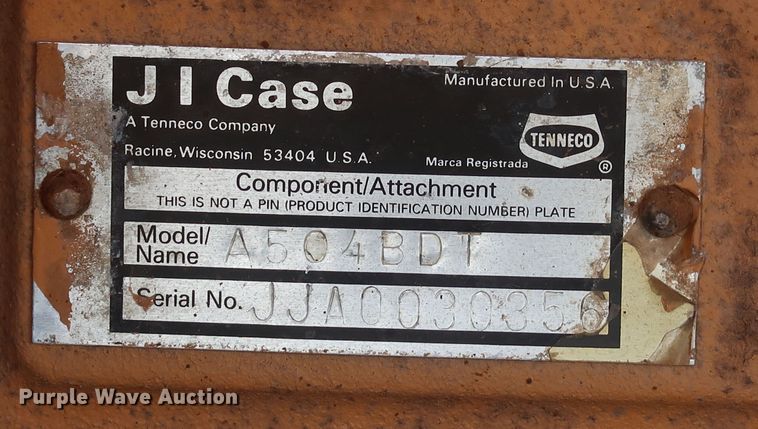 J I Case
Manufactured In U.S.A.
A Tenneco Company
TENNECO
Racine, Wisconsin 53404 U.S.A.
Marca Registrada ®
Component/Attachment
THIS IS NOT A PIN (PRODUCT IDENTIFICATION NUMBER) PLATE
Model/
Name A504BDT
Serial No. JJA0030356
Purple Wave Auction®